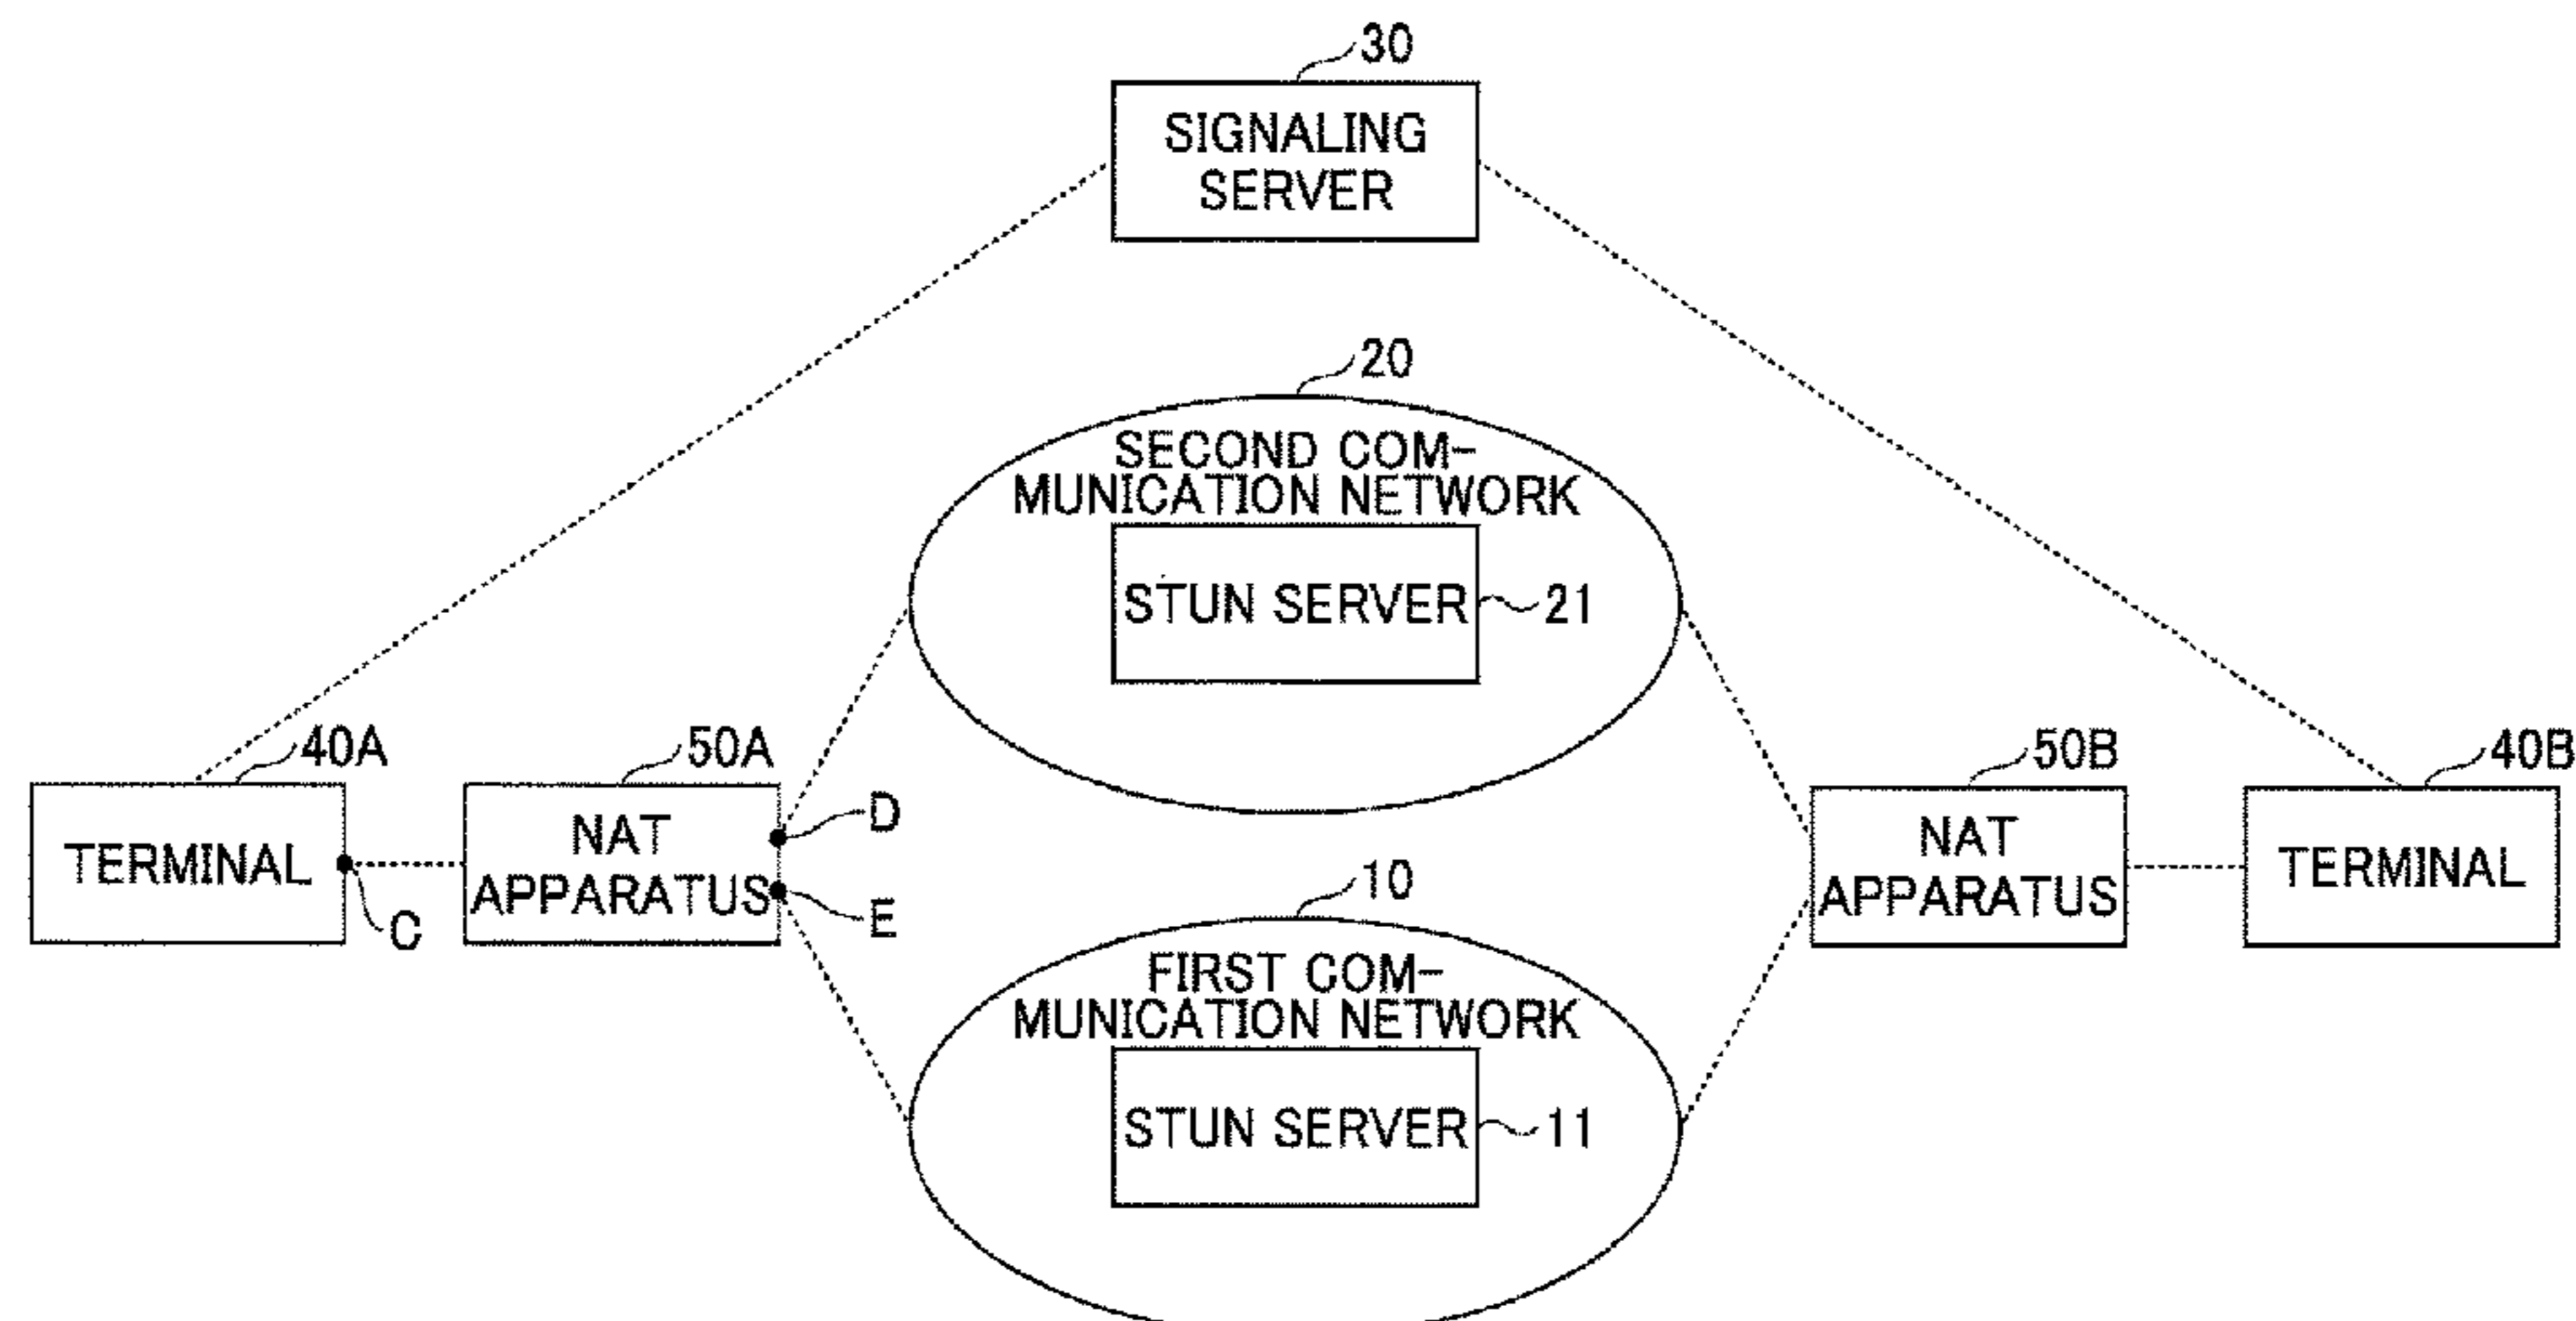 30
SIGNALING
SERVER
20
SECOND COM-
MUNICATION NETWORK
STUN SERVER
21
40A
TERMINAL
C
50A
NAT
APPARATUS
D
E
50B
NAT
APPARATUS
40B
TERMINAL
10
FIRST COM-
MUNICATION NETWORK
STUN SERVER
11